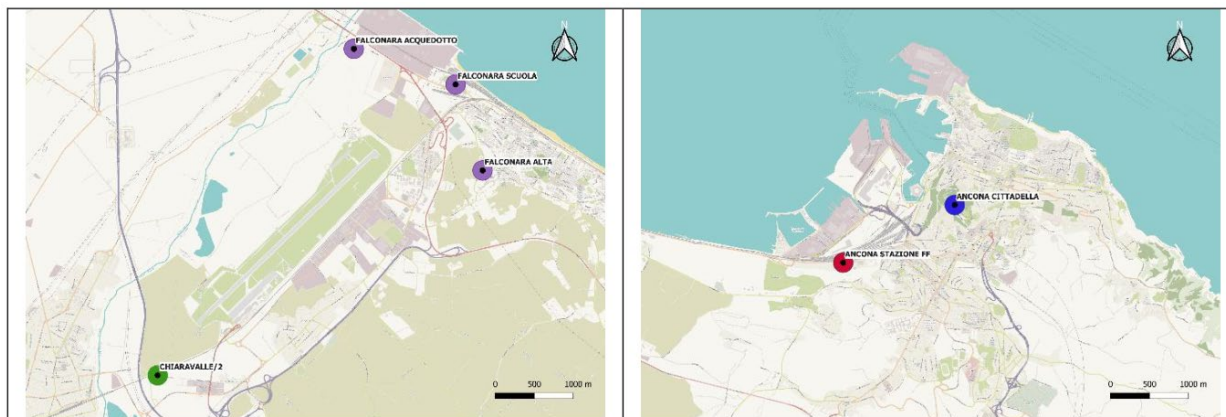 N
FALCONARA ACQUEDOTTO
FALCONARA SCUOLA
FALCONARA ALTA
CHIARAVALLE/2
0 500 1000 m
N
ANCONA CITTADELLA
ANCONA STAZIONE FF
0 500 1000 m